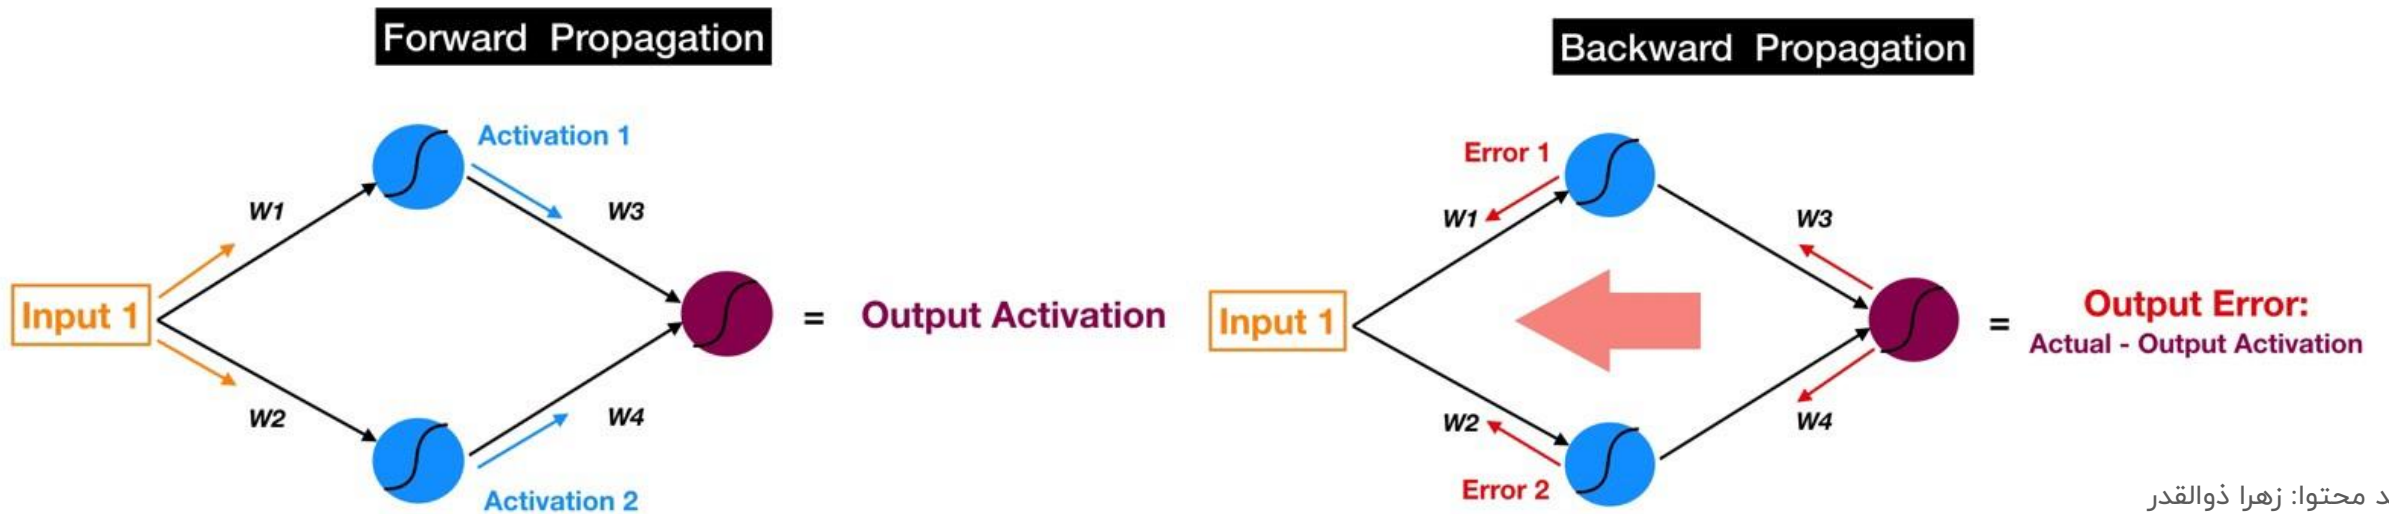 Forward Propagation
Activation 1
W1
W3
Input 1
= Output Activation
W2
W4
Activation 2
Backward Propagation
Error 1
W1
W3
Input 1
= Output Error:
Actual - Output Activation
W2
W4
Error 2
محتوا: زهرا ذوالقدر